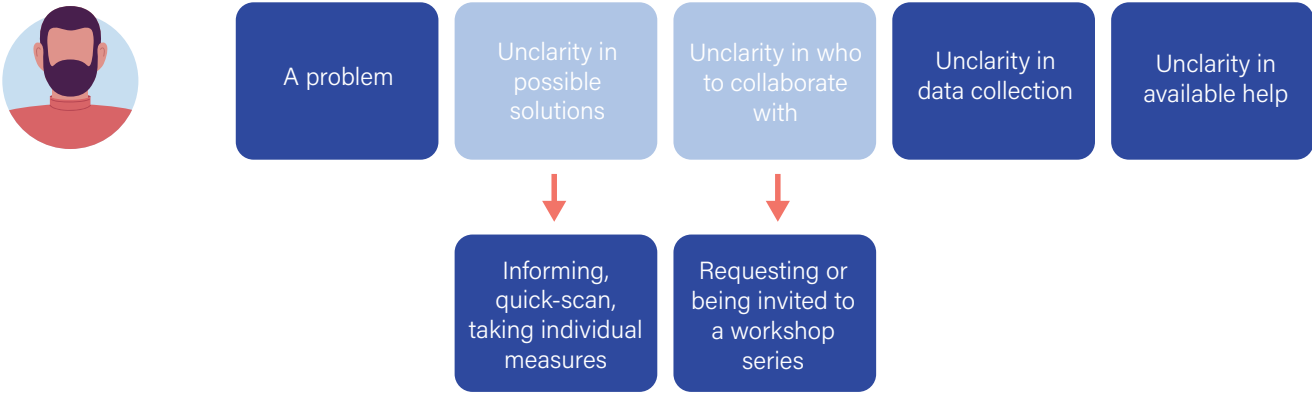 A problem
Unclarity in
possible
solutions
Unclarity in who
to collaborate
with
Unclarity in
data collection
Unclarity in
available help
Informing,
quick-scan,
taking individual
measures
Requesting or
being invited to
a workshop
series